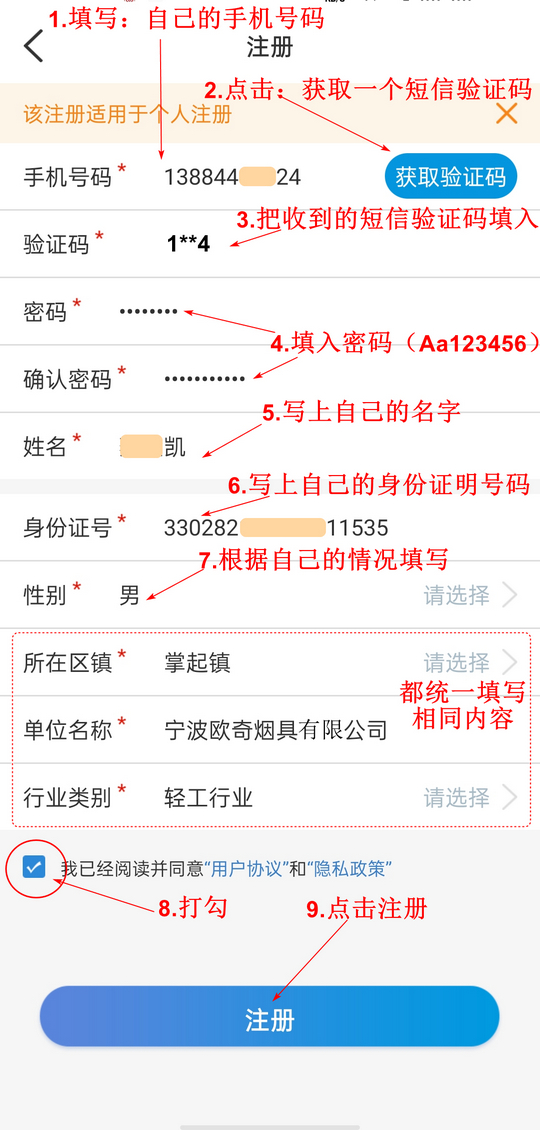 1.填写：自己的手机号码
注册
2.点击：获取一个短信验证码
该注册适用于个人注册
手机号码* 138844 24 获取验证码
3.把收到的短信验证码填入
验证码* 1**4
密码* ••••••••
4.填入密码（Aa123456）
确认密码* •••••••••••
5.写上自己的名字
姓名* 凯
6.写上自己的身份证明号码
身份证号* 330282 11535
7.根据自己的情况填写
性别* 男 请选择
所在区镇* 掌起镇 请选择
都统一填写
相同内容
单位名称* 宁波欧奇烟具有限公司
行业类别* 轻工行业 请选择
我已经阅读并同意“用户协议”和“隐私政策”
8.打勾
9.点击注册
注册